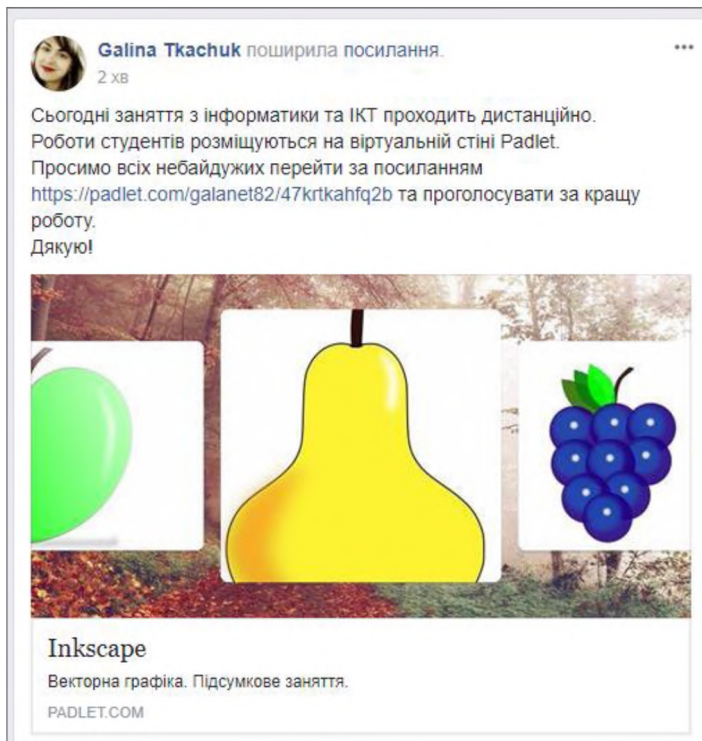 Galina Tkachuk поширила посилання.
2 хв
Сьогодні заняття з інформатики та ІКТ проходить дистанційно.
Роботи студентів розміщуються на віртуальній стіні Padlet.
Просимо всіх небайдужих перейти за посиланням
https://padlet.com/galanet82/47krtkahfq2b та проголосувати за кращу
роботу.
Дякую!
Inkscape
Векторна графіка. Підсумкове заняття.
PADLET.COM